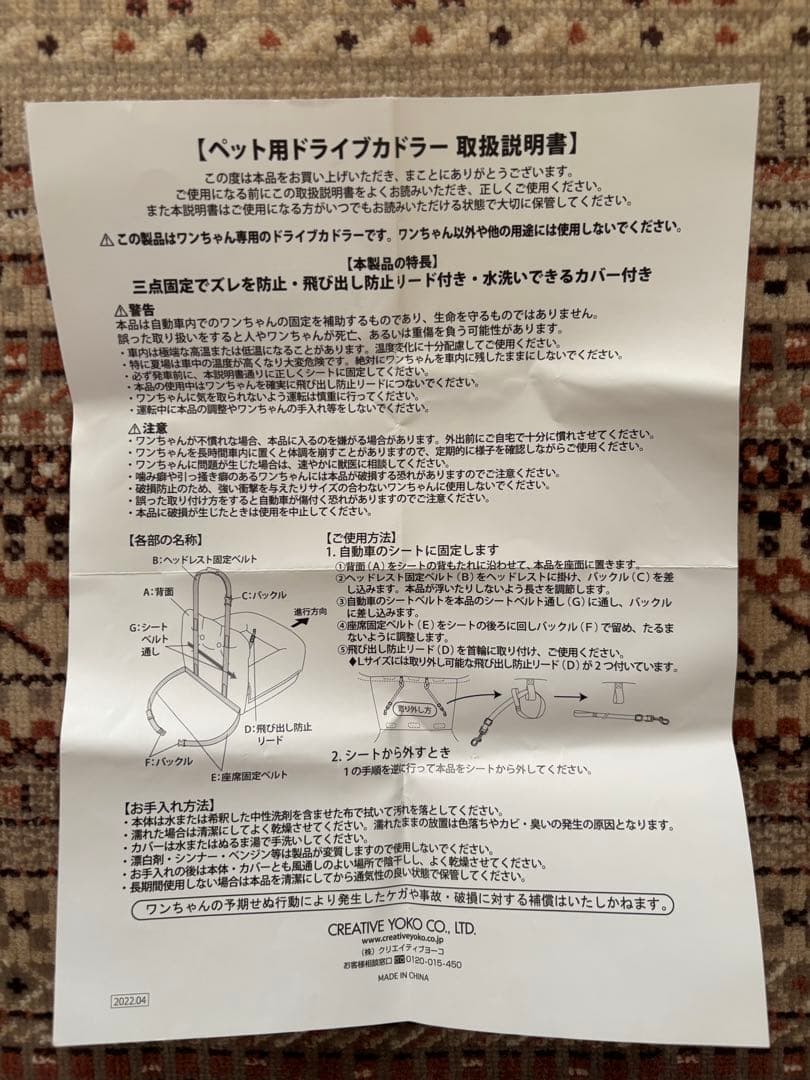 【ペット用ドライブカドラー 取扱説明書】
この度は本品をお買い上げいただき、まことにありがとうございます。
ご使用になる前にこの取扱説明書をよくお読みいただき、正しくご使用ください。
また本説明書はご使用になる方がいつでもお読みいただける状態で大切に保管してください。
⚠この製品はワンちゃん専用のドライブカドラーです。ワンちゃん以外や他の用途には使用しないでください。
【本製品の特長】
三点固定でズレを防止・飛び出し防止リード付き・水洗いできるカバー付き
⚠警告
本品は自動車内でのワンちゃんの固定を補助するものであり、生命を守るものではありません。
誤った取り扱いをすると人やワンちゃんが死亡、あるいは重傷を負う可能性があります。
・車内は極端な高温または低温になることがあります。温度変化に十分配慮してご使用ください。
・特に夏場は車中の温度が高くなり大変危険です。絶対にワンちゃんを車内に残したままにしないでください。
・必ず発車前に、本説明書通りに正しくシートに固定してください。
・本品の使用中はワンちゃんを確実に飛び出し防止リードにつないでください。
・ワンちゃんに気を取られないよう運転は慎重に行ってください。
・運転中に本品の調整やワンちゃんの手入れ等をしないでください。
⚠注意
・ワンちゃんが不慣れな場合、本品に入るのを嫌がる場合があります。外出前にご自宅で十分に慣れさせてください。
・ワンちゃんを長時間車内に置くと体調を崩すことがありますので、定期的に様子を確認しながらご使用ください。
・ワンちゃんに問題が生じた場合は、速やかに獣医に相談してください。
・噛み癖や引っ掻き癖のあるワンちゃんには本品が破損する恐れがありますのでご注意ください。
・破損防止のため、強い衝撃を与えたりサイズの合わないワンちゃんに使用しないでください。
・誤った取り付け方をすると自動車が傷付く恐れがありますのでご注意ください。
・本品に破損が生じたときは使用を中止してください。
【各部の名称】
B：ヘッドレスト固定ベルト
A：背面
C：バックル
進行方向
G：シート
ベルト
通し
D：飛び出し防止
リード
F：バックル
E：座席固定ベルト
【ご使用方法】
1. 自動車のシートに固定します
①背面（A）をシートの背もたれに沿わせて、本品を座面に置きます。
②ヘッドレスト固定ベルト（B）をヘッドレストに掛け、バックル（C）を差
し込みます。本品が浮いたりしないよう長さを調節します。
③自動車のシートベルトを本品のシートベルト通し（G）に通し、バックル
に差し込みます。
④座席固定ベルト（E）をシートの後ろに回しバックル（F）で留め、たるま
ないように調整します。
⑤飛び出し防止リード（D）を首輪に取り付け、ご使用ください。
◆Lサイズには取り外し可能な飛び出し防止リード（D）が2つ付いています。
取り外し方
2. シートから外すとき
1の手順を逆に行って本品をシートから外してください。
【お手入れ方法】
・本体は水または希釈した中性洗剤を含ませた布で拭いて汚れを落としてください。
・濡れた場合は清潔にしてよく乾燥させてください。濡れたままの放置は色落ちやカビ・臭いの発生の原因となります。
・カバーは水またはぬるま湯で手洗いしてください。
・漂白剤・シンナー・ベンジン等は製品が変質しますので使用しないでください。
・お手入れの後は本体・カバーとも風通しのよい場所で陰干しし、よく乾燥させてください。
・長期間使用しない場合は本品を清潔にしてから通気性の良い状態で保管してください。
ワンちゃんの予期せぬ行動により発生したケガや事故・破損に対する補償はいたしかねます。
CREATIVE YOKO CO., LTD.
www.creativeyoko.co.jp
（株）クリエイティブヨーコ
お客様相談窓口 0120-015-450
MADE IN CHINA
2022.04